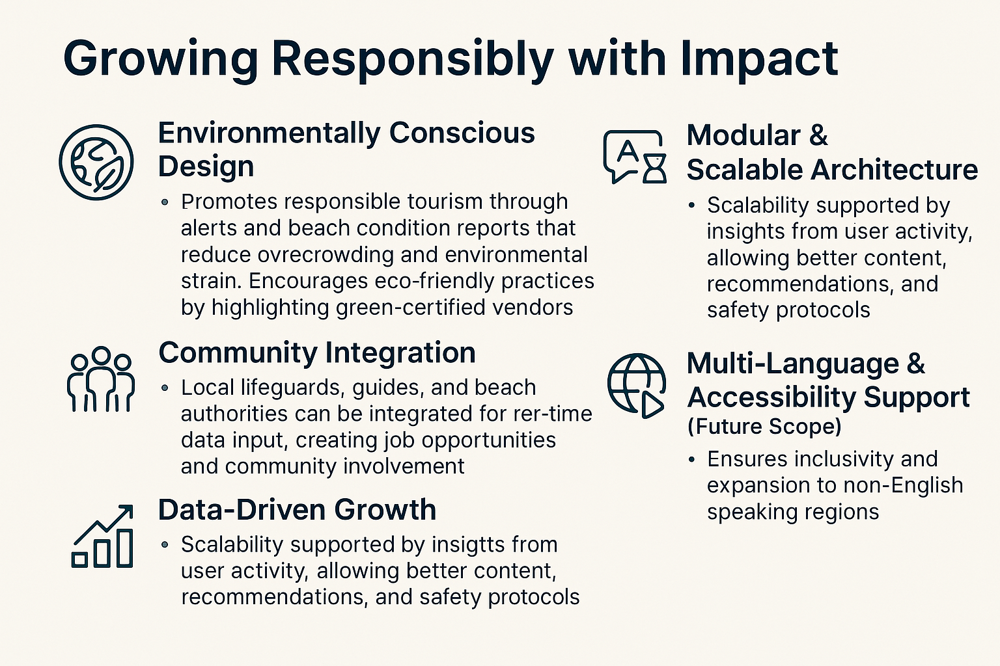 Growing Responsibly with Impact
Environmentally Conscious
Design
• Promotes responsible tourism through
alerts and beach condition reports that
reduce ovrecrowding and environmental
strain. Encourages eco-friendly practices
by highlighting green-certified vendors
Community Integration
• Local lifeguards, guides, and beach
authorities can be integrated for rer-time
data input, creating job opportunities
and community involvement
Data-Driven Growth
• Scalability supported by insigtts from
user activity, allowing better content,
recommendations, and safety protocols
A
Modular &
Scalable Architecture
• Scalability supported by
insights from user activity,
allowing better content,
recommendations, and
safety protocols
Multi-Language &
Accessibility Support
(Future Scope)
• Ensures inclusivity and
expansion to non-English
speaking regions